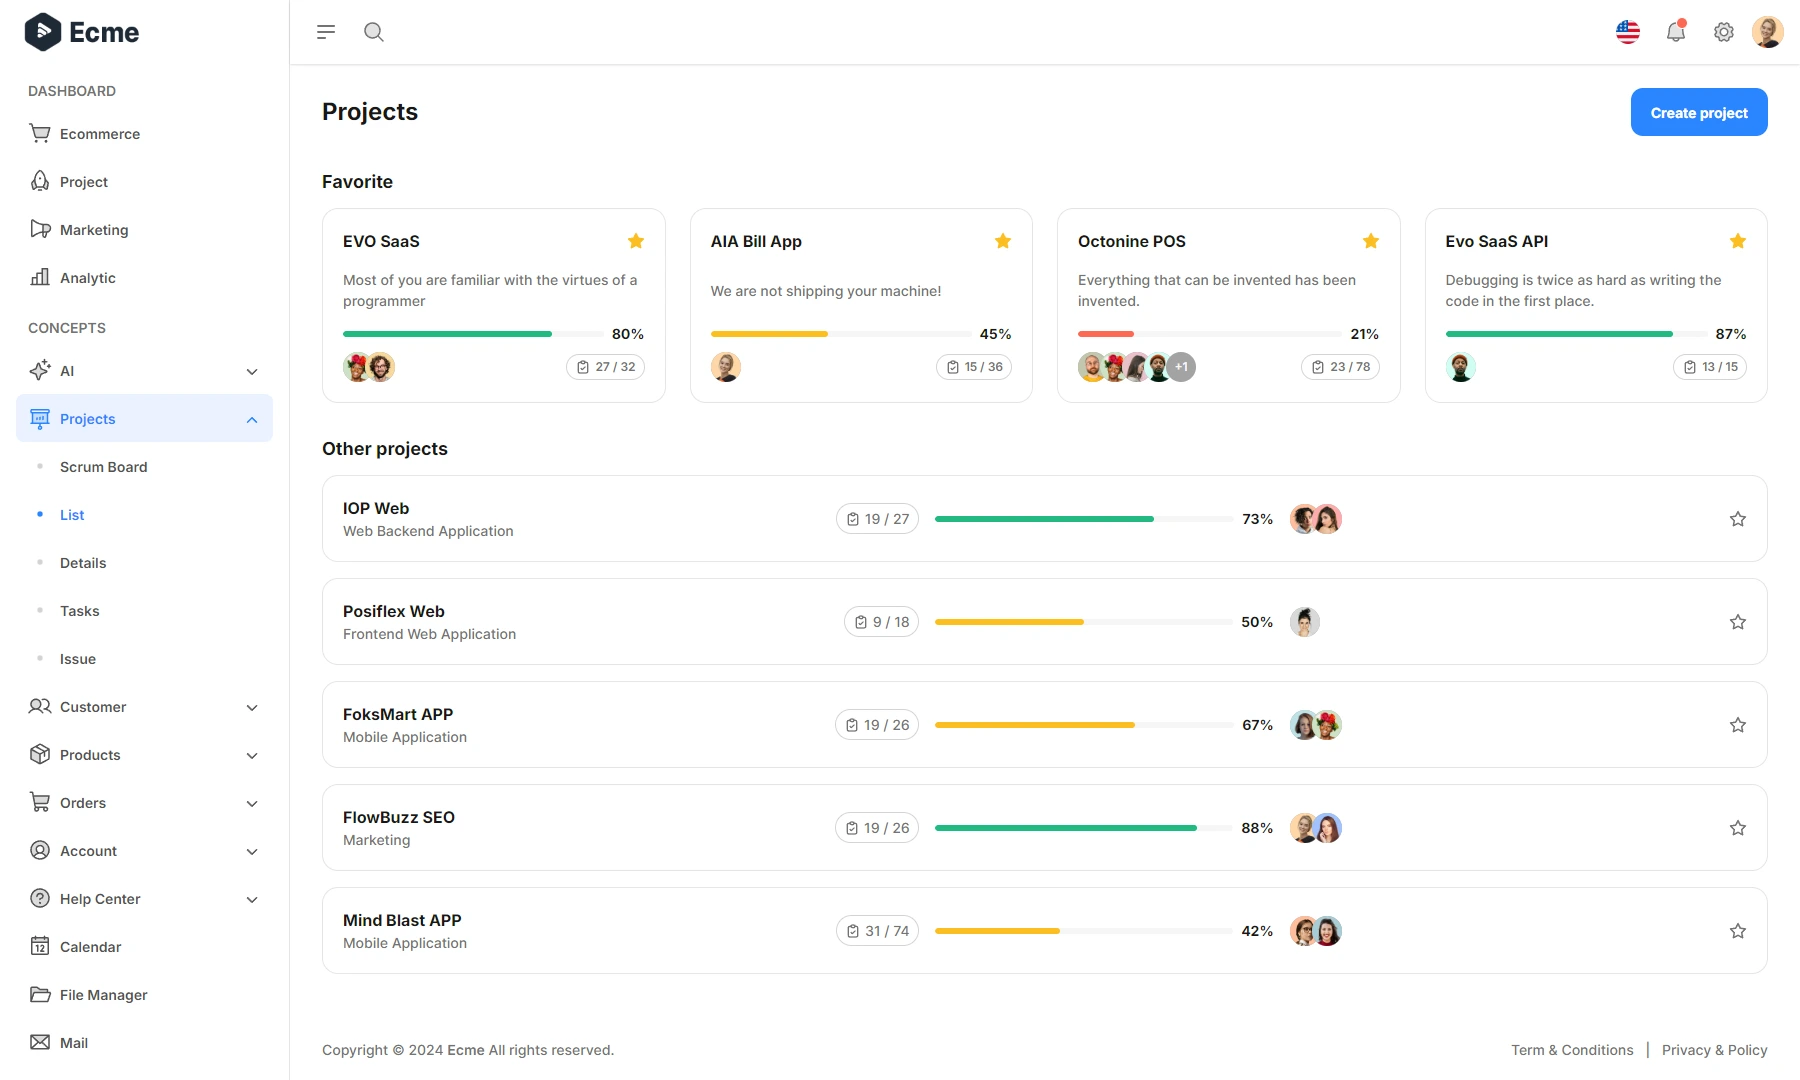 Ecme
DASHBOARD
Ecommerce
Project
Marketing
Analytic
CONCEPTS
AI
Projects
Scrum Board
List
Details
Tasks
Issue
Customer
Products
Orders
Account
Help Center
12
Calendar
File Manager
Mail
Projects
Create project
Favorite
EVO SaaS
Most of you are familiar with the virtues of a
programmer
80%
27 / 32
AIA Bill App
We are not shipping your machine!
45%
15 / 36
Octonine POS
Everything that can be invented has been
invented.
21%
+1
23 / 78
Evo SaaS API
Debugging is twice as hard as writing the
code in the first place.
87%
13 / 15
Other projects
IOP Web
Web Backend Application
19 / 27
73%
Posiflex Web
Frontend Web Application
9 / 18
50%
FoksMart APP
Mobile Application
19 / 26
67%
FlowBuzz SEO
Marketing
19 / 26
88%
Mind Blast APP
Mobile Application
31 / 74
42%
Copyright © 2024 Ecme All rights reserved.
Term & Conditions | Privacy & Policy